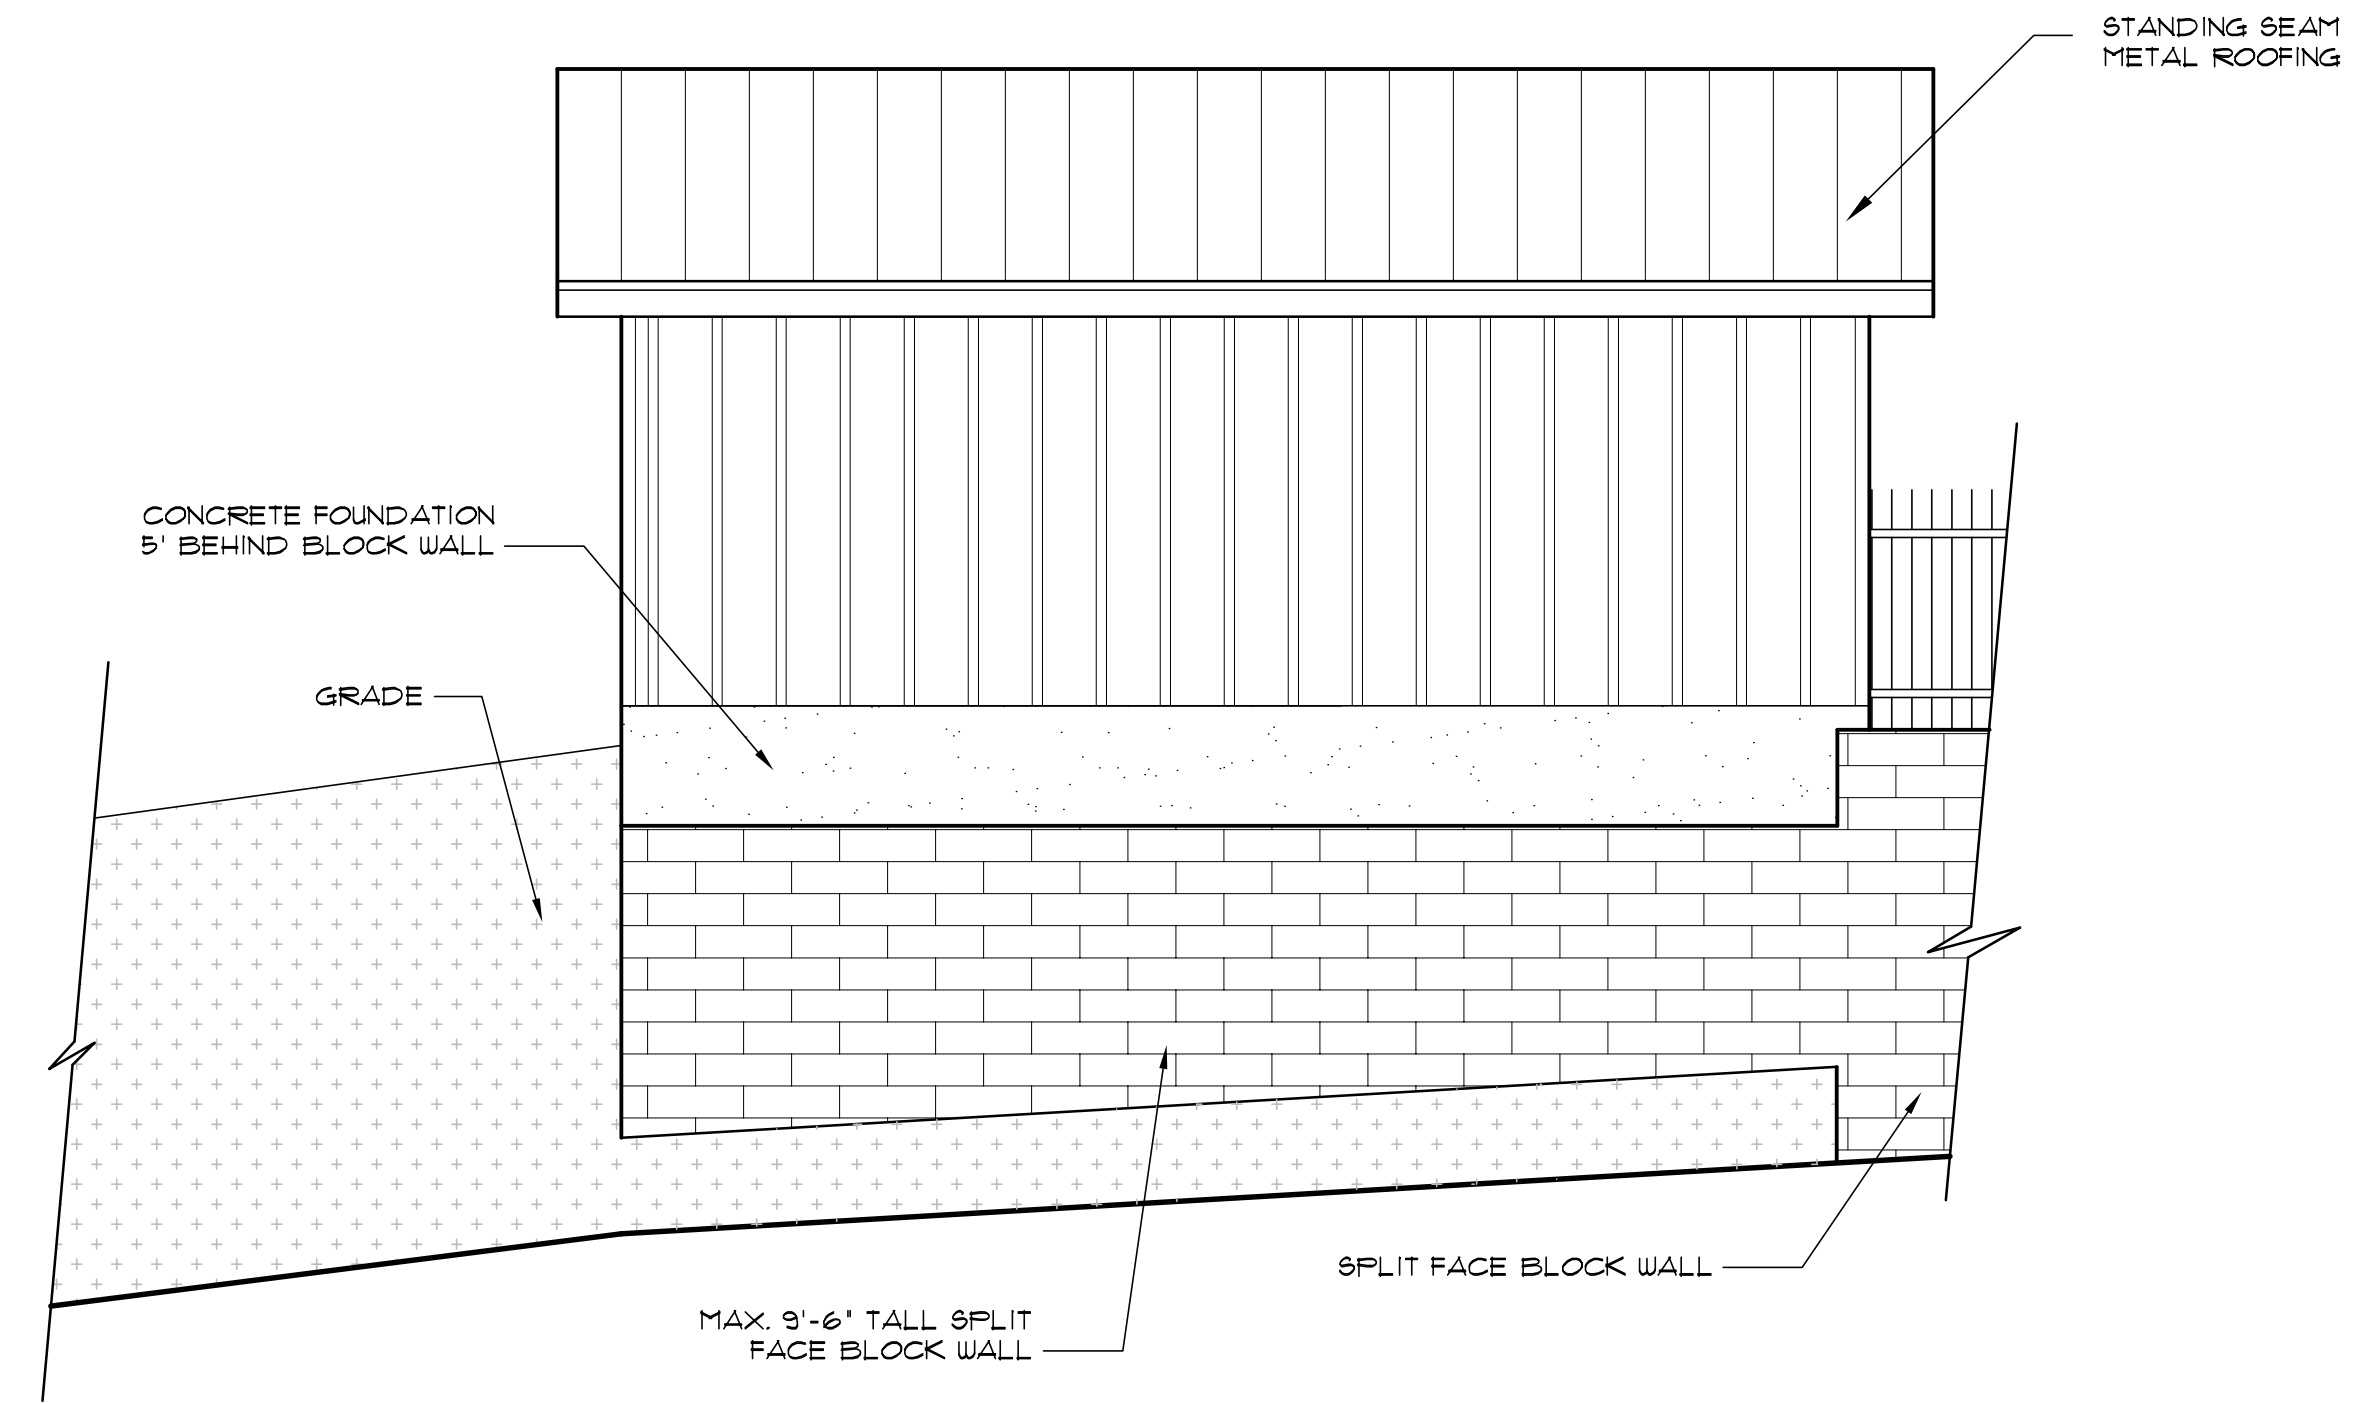 STANDING SEAM
METAL ROOFING
CONCRETE FOUNDATION
5' BEHIND BLOCK WALL
GRADE
SPLIT FACE BLOCK WALL
MAX. 9'-6" TALL SPLIT
FACE BLOCK WALL